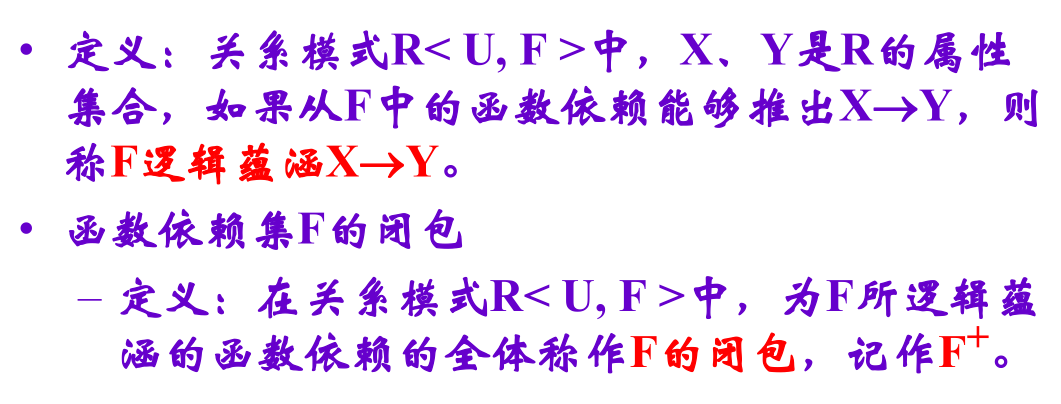 • 定义：关系模式R< U, F >中，X、Y是R的属性
集合，如果从F中的函数依赖能够推出X→Y，则
称F逻辑蕴涵X→Y。
• 函数依赖集F的闭包
– 定义：在关系模式R< U, F >中，为F所逻辑蕴
涵的函数依赖的全体称作F的闭包，记作F⁺。